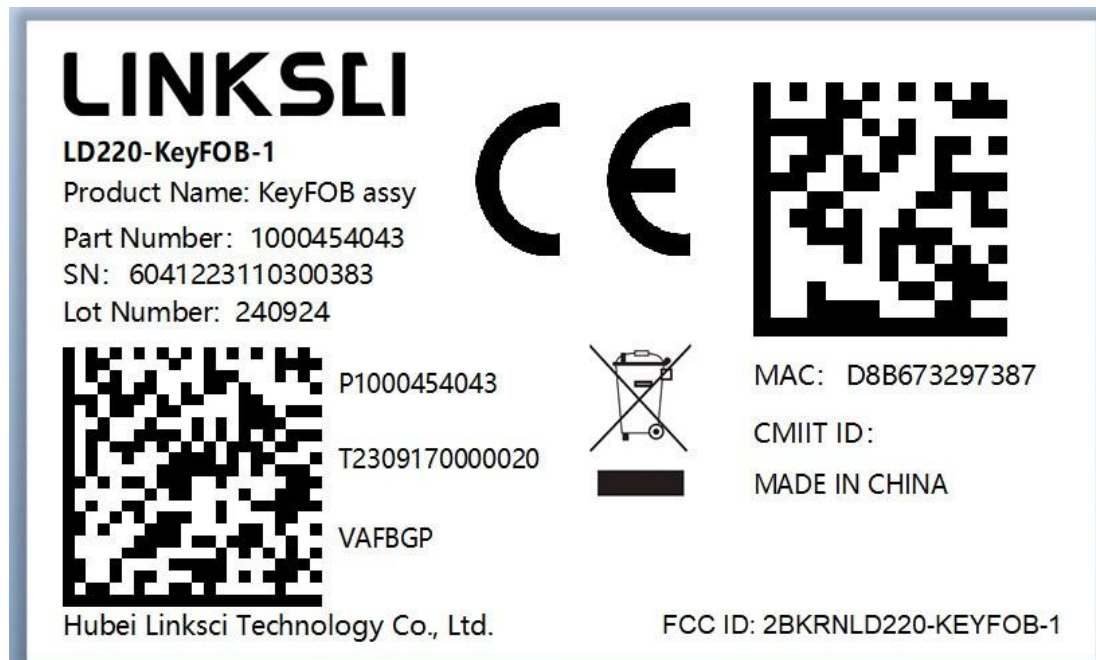 LINKSCI
LD220-KeyFOB-1
Product Name: KeyFOB assy
Part Number: 1000454043
SN: 6041223110300383
Lot Number: 240924
CE
P1000454043
T2309170000020
VAFBGP
MAC: D8B673297387
CMIIT ID:
MADE IN CHINA
Hubei Linksci Technology Co., Ltd.
FCC ID: 2BKRNLD220-KEYFOB-1